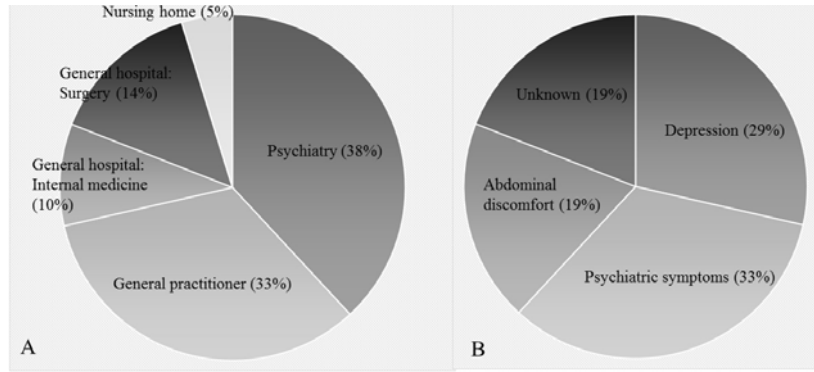 Nursing home (5%)
General hospital:
Surgery (14%)
Psychiatry (38%)
General hospital:
Internal medicine
(10%)
General practitioner (33%)
A
Unknown (19%)
Depression (29%)
Abdominal
discomfort (19%)
Psychiatric symptoms (33%)
B